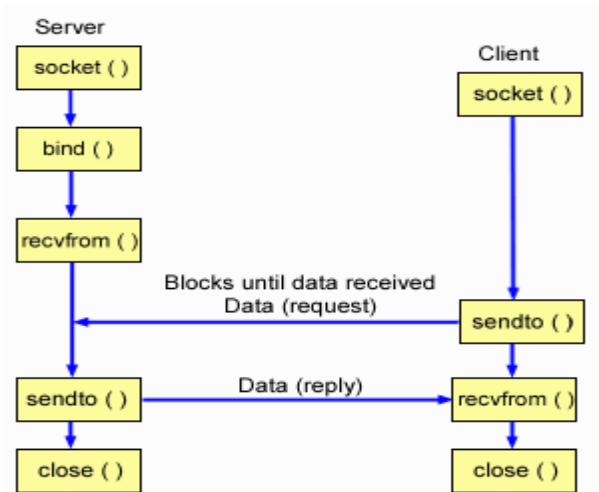 Server
socket ( )
bind ( )
recvfrom ( )
Client
socket ( )
Blocks until data received
Data (request)
sendto ( )
Data (reply)
sendto ( )
recvfrom ( )
close ( )
close ( )